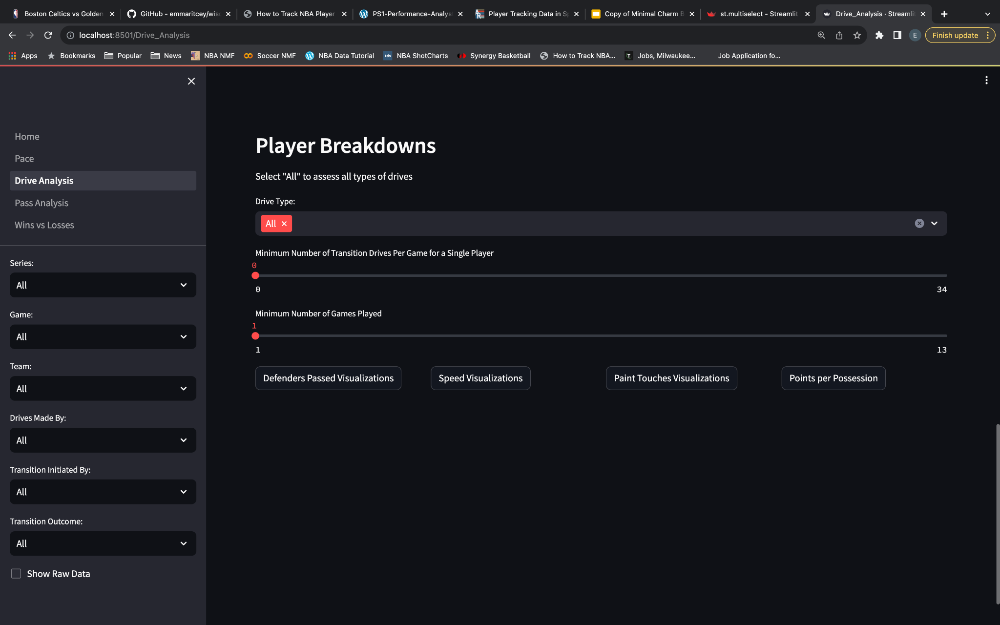 Boston Celtics vs Golden
GitHub - emmaritcey/wisc
How to Track NBA Player
PS1-Performance-Analyst
Player Tracking Data in Sp
Copy of Minimal Charm B
st.multiselect - Streamlit
Drive_Analysis · Streamlit
localhost:8501/Drive_Analysis
E
Finish update
Apps
Bookmarks
Popular
News
NBA NMF
Soccer NMF
NBA Data Tutorial
tds
NBA ShotCharts
Synergy Basketball
How to Track NBA...
T
Jobs, Milwaukee...
Job Application fo...
Home
Pace
Drive Analysis
Pass Analysis
Wins vs Losses
Series:
All
Game:
All
Team:
All
Drives Made By:
All
Transition Initiated By:
All
Transition Outcome:
All
Show Raw Data
Player Breakdowns
Select "All" to assess all types of drives
Drive Type:
All
Minimum Number of Transition Drives Per Game for a Single Player
0
0 34
Minimum Number of Games Played
1
1 13
Defenders Passed Visualizations
Speed Visualizations
Paint Touches Visualizations
Points per Possession